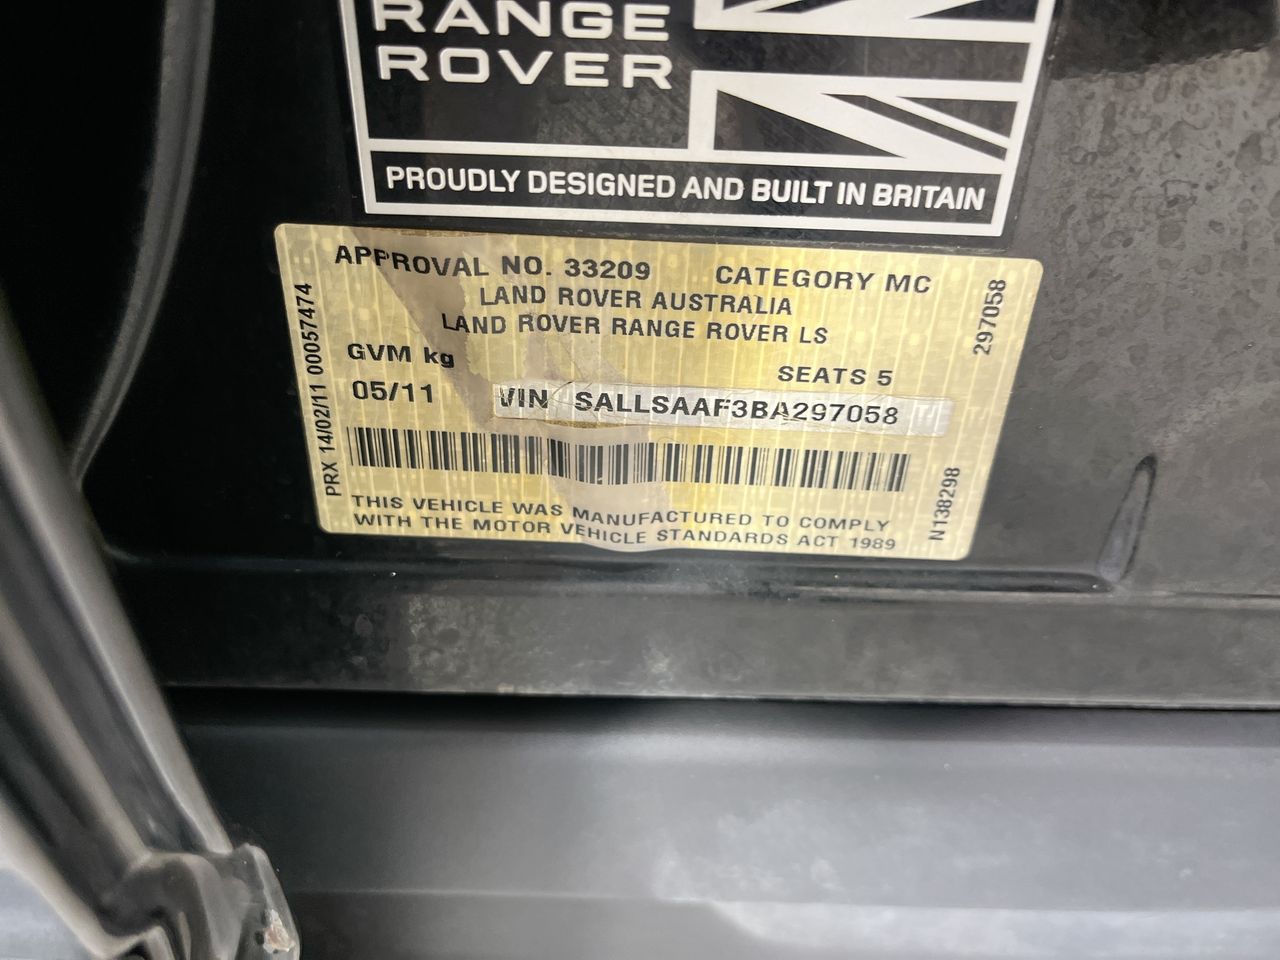 RANGE
ROVER
PROUDLY DESIGNED AND BUILT IN BRITAIN
APPROVAL NO. 33209 CATEGORY MC
LAND ROVER AUSTRALIA
LAND ROVER RANGE ROVER LS
GVM kg
SEATS 5
05/11
VIN SALLSAAF3BA297058
THIS VEHICLE WAS MANUFACTURED TO COMPLY
WITH THE MOTOR VEHICLE STANDARDS ACT 1989
PRX 14/02/11 00057474
297058
N138298